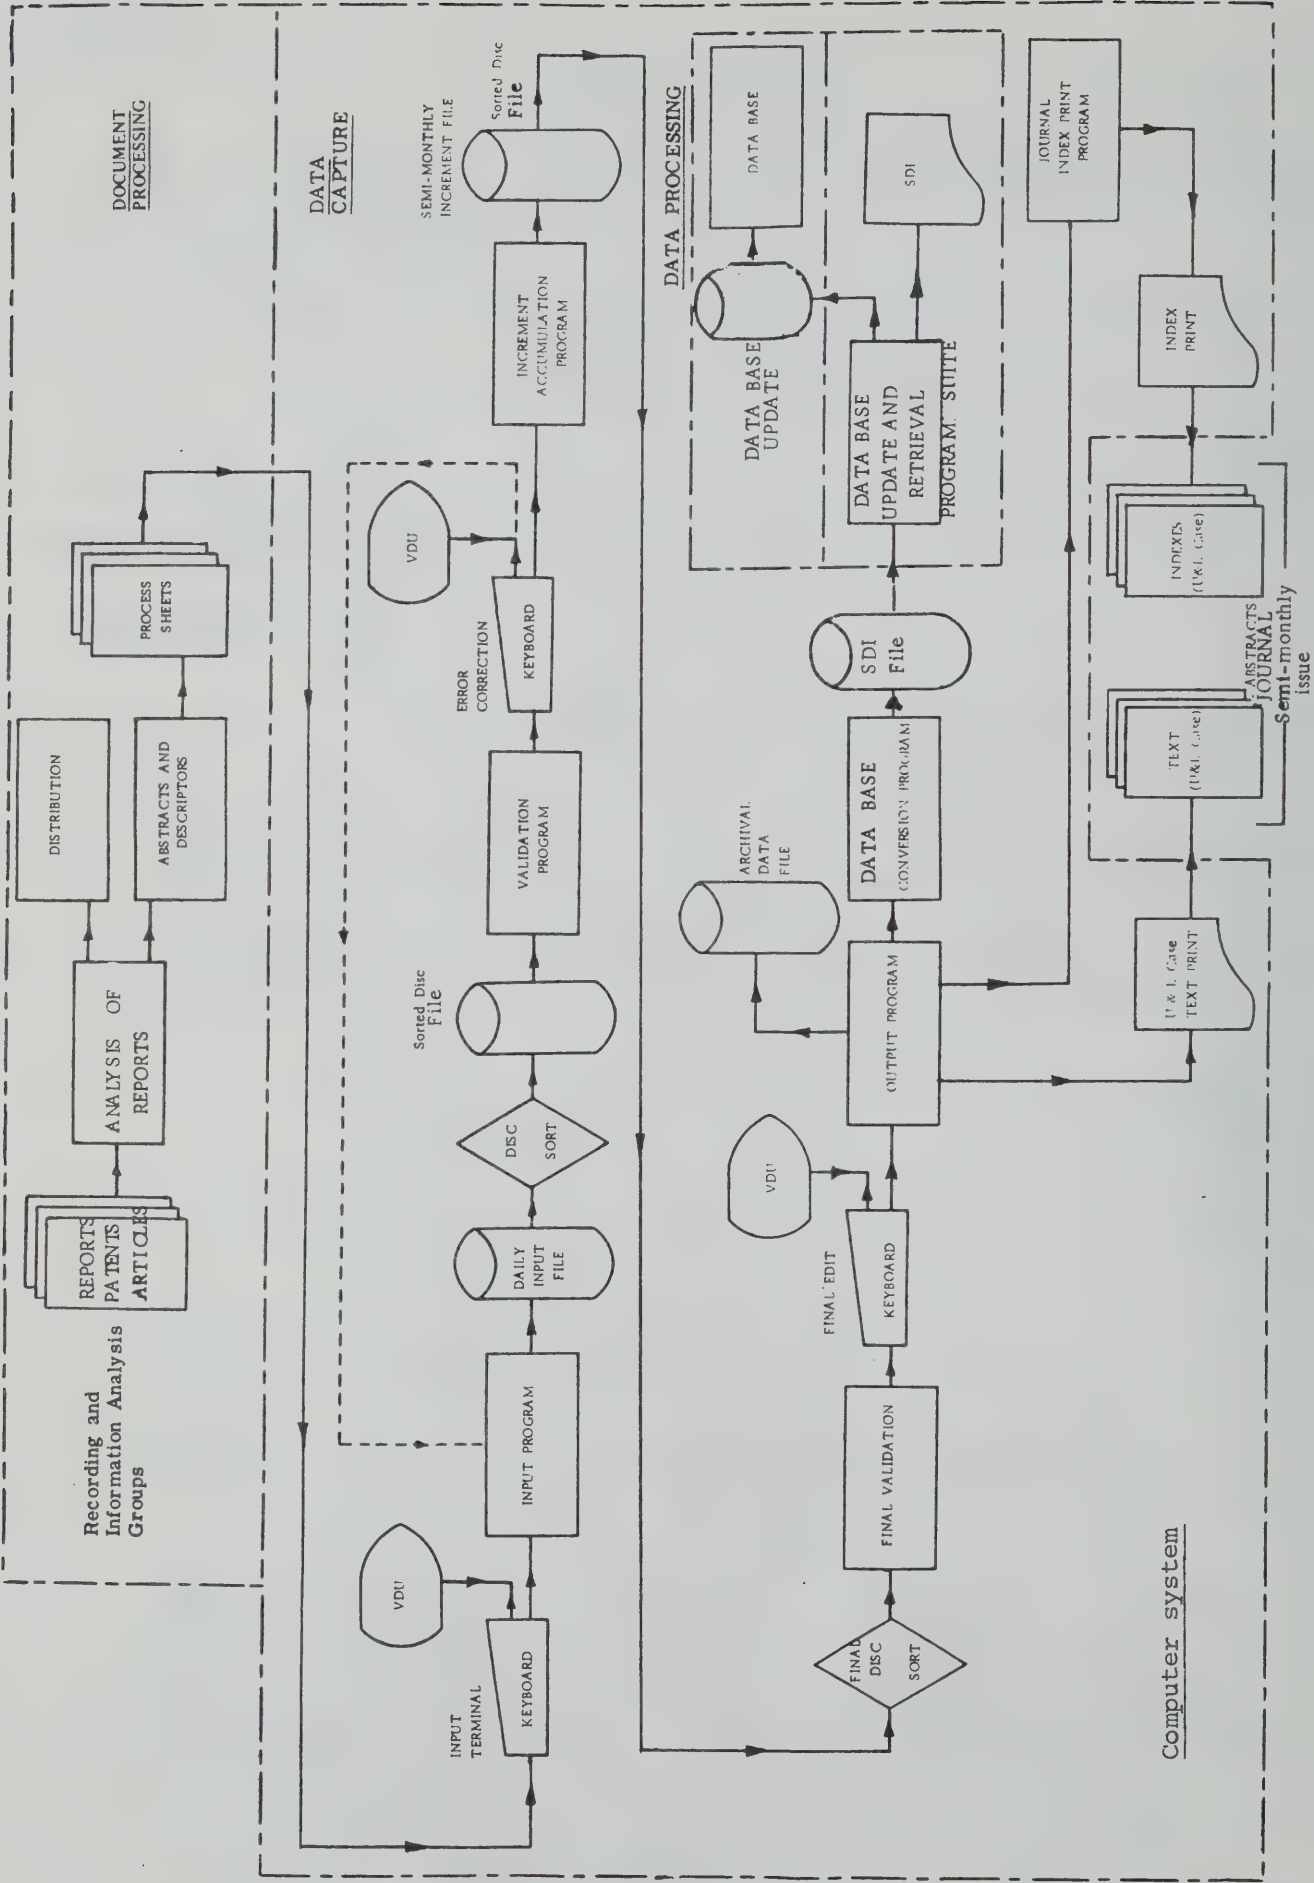 DOCUMENT
PROCESSING
Recording and
Information Analysis
Groups
REPORTS
PATENTS
ARTICLES
ANALYSIS OF
REPORTS
DISTRIBUTION
ABSTRACTS AND
DESCRIPTORS
PROCESS
SHEETS
DATA
CAPTURE
INPUT
TERMINAL
VDU
KEYBOARD
INPUT PROGRAM
DAILY
INPUT
FILE
DISC
SORT
Sorted Disc
File
VALIDATION
PROGRAM
ERROR
CORRECTION
VDU
KEYBOARD
INCREMENT
ACCUMULATION
PROGRAM
SEMI-MONTHLY
INCREMENT FILE
Sorted Disc
File
DATA PROCESSING
FINAL
DISC
SORT
FINAL VALIDATION
FINAL EDIT
VDU
KEYBOARD
OUTPUT PROGRAM
ARCHIVAL
DATA
FILE
DATA BASE
CONVERSION PROGRAM
SDI
File
DATA BASE
UPDATE AND
RETRIEVAL
PROGRAM SUITE
DATA BASE
UPDATE
DATA BASE
SDI
JOURNAL
INDEX PRINT
PROGRAM
INDEX
PRINT
INDEXES
(U&L Case)
U & L Case
TEXT PRINT
TEXT
(U&L Case)
ABSTRACTS
JOURNAL
Semi-monthly
issue
Computer system